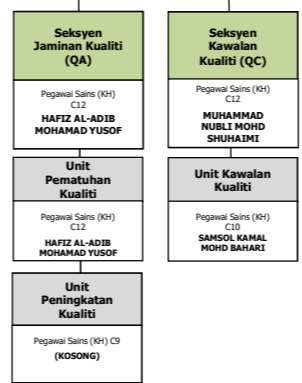 Seksyen
Jaminan Kualiti
(QA)
Pegawai Sains (KH)
C12
HAFIZ AL-ADIB
MOHAMAD YUSOF
Unit
Pematuhan
Kualiti
Pegawai Sains (KH)
C12
HAFIZ AL-ADIB
MOHAMAD YUSOF
Unit
Peningkatan
Kualiti
Pegawai Sains (KH) C9
(KOSONG)
Seksyen
Kawalan
Kualiti (QC)
Pegawai Sains (KH)
C12
MUHAMMAD
NUBLI MOHD
SHUHAIMI
Unit Kawalan
Kualiti
Pegawai Sains (KH)
C10
SAMSOL KAMAL
MOHD BAHARI